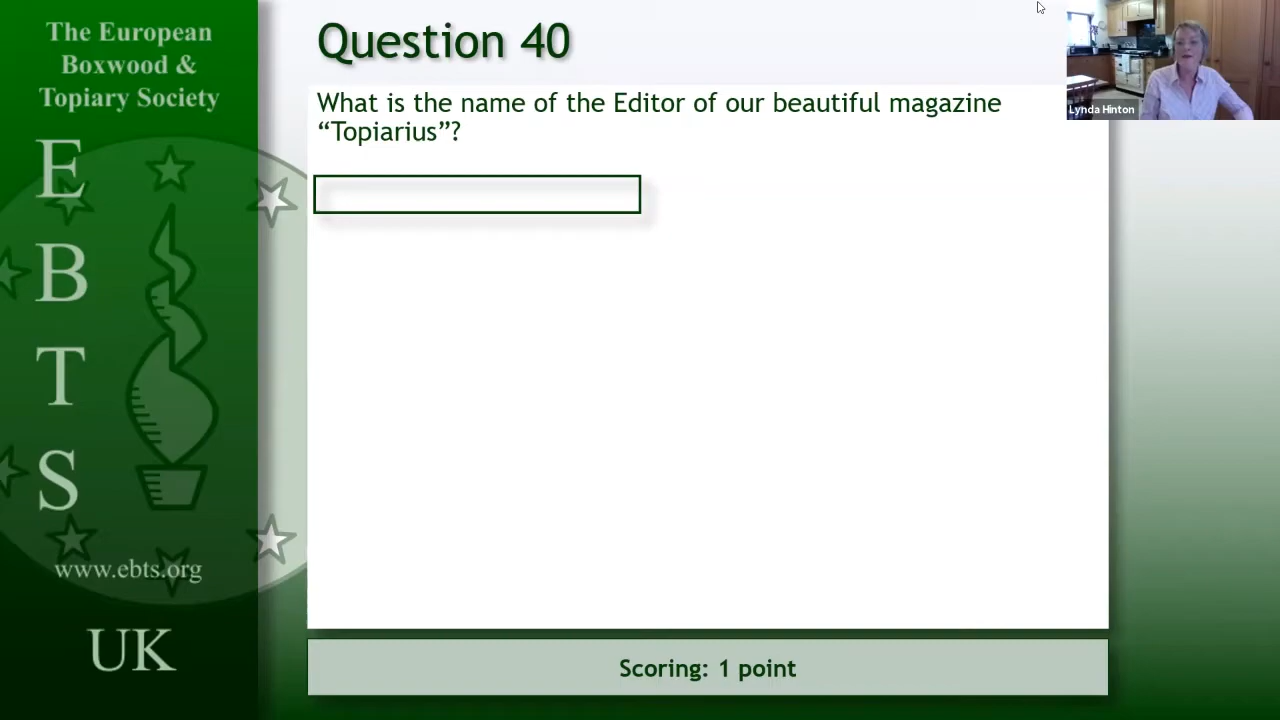 The European
Boxwood &
Topiary Society
E
B
T
S
www.ebts.org
UK
Question 40
What is the name of the Editor of our beautiful magazine
“Topiarius”?
Scoring: 1 point
Lynda Hinton